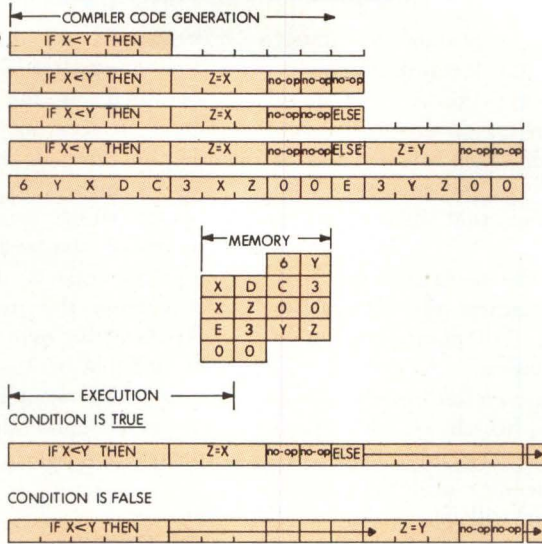 COMPILER CODE GENERATION
IF X<Y THEN
IF X<Y THEN Z=X no-op no-op no-op
IF X<Y THEN Z=X no-op no-op ELSE
IF X<Y THEN Z=X no-op no-op ELSE Z=Y no-op no-op
6 Y X D C 3 X Z 0 0 E 3 Y Z 0 0
MEMORY
6 Y
X D C 3
X Z 0 0
E 3 Y Z
0 0
EXECUTION
CONDITION IS TRUE
IF X<Y THEN Z=X no-op no-op ELSE
CONDITION IS FALSE
IF X<Y THEN Z=Y no-op no-op